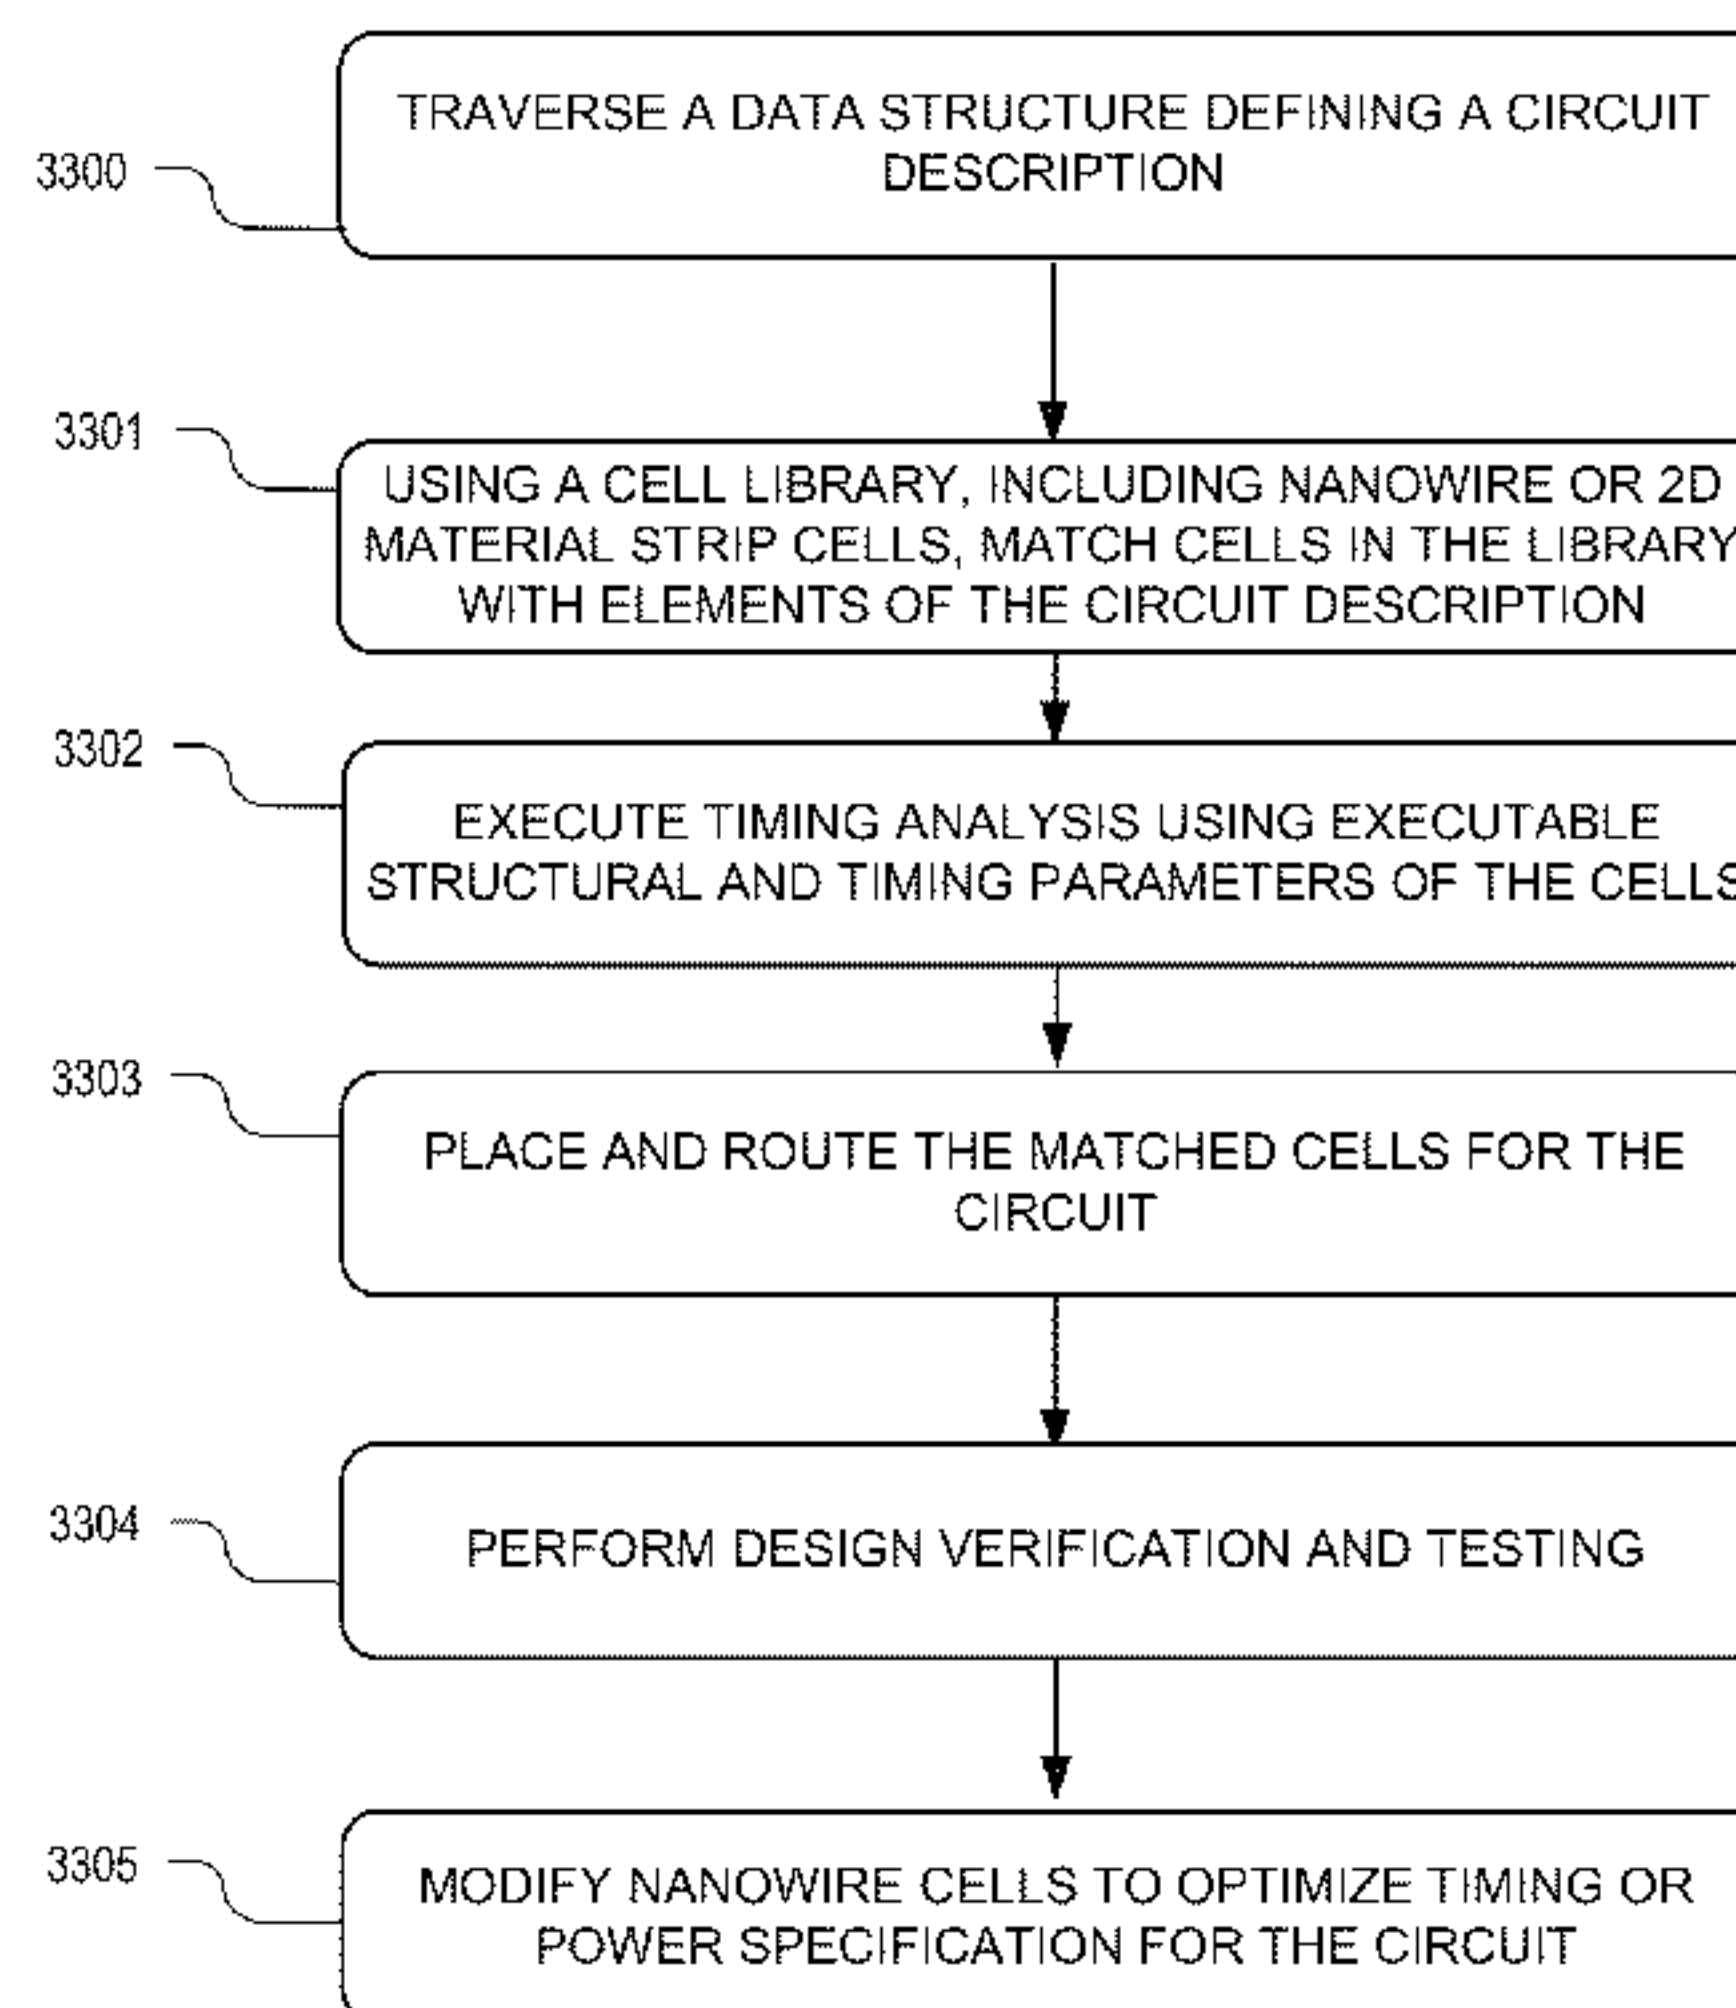 TRAVERSE A DATA STRUCTURE DEFINING A CIRCUIT
DESCRIPTION
3300
3301
USING A CELL LIBRARY, INCLUDING NANOWIRE OR 2D
MATERIAL STRIP CELLS, MATCH CELLS IN THE LIBRARY
WITH ELEMENTS OF THE CIRCUIT DESCRIPTION
3302
EXECUTE TIMING ANALYSIS USING EXECUTABLE
STRUCTURAL AND TIMING PARAMETERS OF THE CELLS
3303
PLACE AND ROUTE THE MATCHED CELLS FOR THE
CIRCUIT
3304
PERFORM DESIGN VERIFICATION AND TESTING
3305
MODIFY NANOWIRE CELLS TO OPTIMIZE TIMING OR
POWER SPECIFICATION FOR THE CIRCUIT